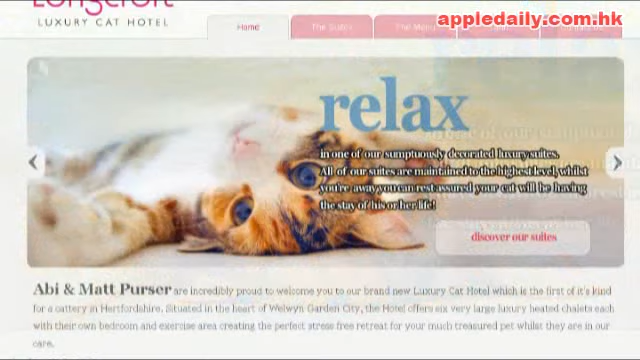 appledaily.com.hk
Longcroft
LUXURY CAT HOTEL
Home
The Suites
The Menu
relax
in one of our sumptuously decorated luxury suites.
All of our suites are maintained to the highest level, whilst
you're away you can rest assured your cat will be having
the stay of his or her life!
discover our suites
Abi & Matt Purser are incredibly proud to welcome you to our brand new Luxury Cat Hotel which is the first of it's kind
for a cattery in Hertfordshire. Situated in the heart of Welwyn Garden City, the Hotel offers six very large luxury heated chalets each
with their own bedroom and exercise area creating the perfect stress free retreat for your much treasured pet whilst they are in our
care.